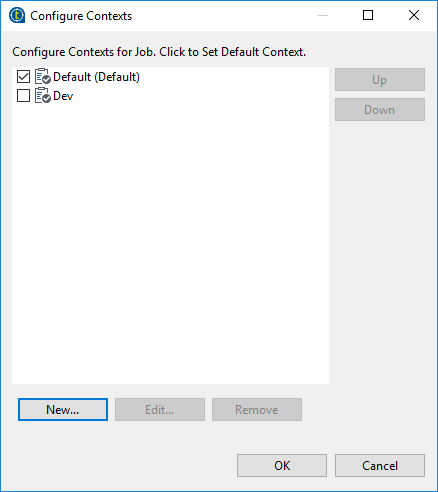 Configure Contexts
Configure Contexts for Job. Click to Set Default Context.
Default (Default)
Dev
Up
Down
New...
Edit...
Remove
OK
Cancel